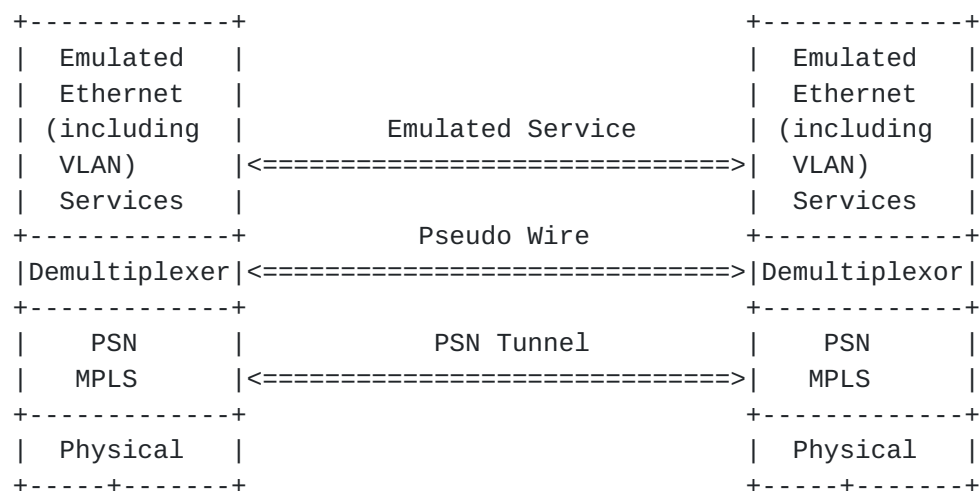 +-------------+                                +-------------+
|  Emulated   |                                |  Emulated   |
|  Ethernet   |                                |  Ethernet   |
| (including  |         Emulated Service       | (including  |
|  VLAN)      |<==============================>|  VLAN)      |
|  Services   |                                |  Services   |
+-------------+           Pseudo Wire          +-------------+
|Demultiplexer|<==============================>|Demultiplexor|
+-------------+                                +-------------+
|    PSN      |            PSN Tunnel          |    PSN      |
|   MPLS      |<==============================>|   MPLS      |
+-------------+                                +-------------+
|  Physical   |                                |  Physical   |
+-----+-------+                                +-----+-------+